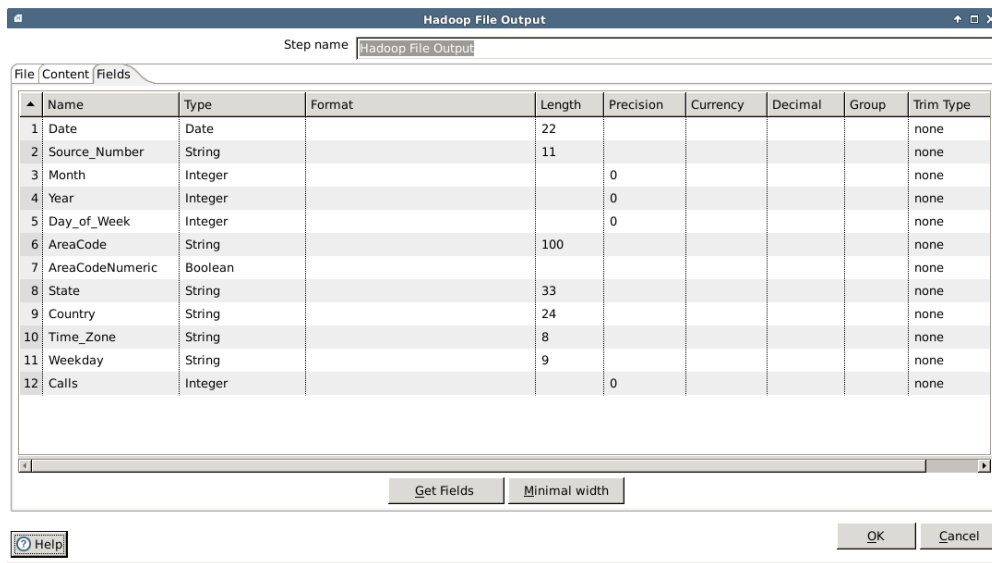 Hadoop File Output
Step name Hadoop File Output
File Content Fields
Name Type Format Length Precision Currency Decimal Group Trim Type
1 Date Date 22 none
2 Source_Number String 11 none
3 Month Integer 0 none
4 Year Integer 0 none
5 Day_of_Week Integer 0 none
6 AreaCode String 100 none
7 AreaCodeNumeric Boolean none
8 State String 33 none
9 Country String 24 none
10 Time_Zone String 8 none
11 Weekday String 9 none
12 Calls Integer 0 none
Get Fields Minimal width
Help OK Cancel